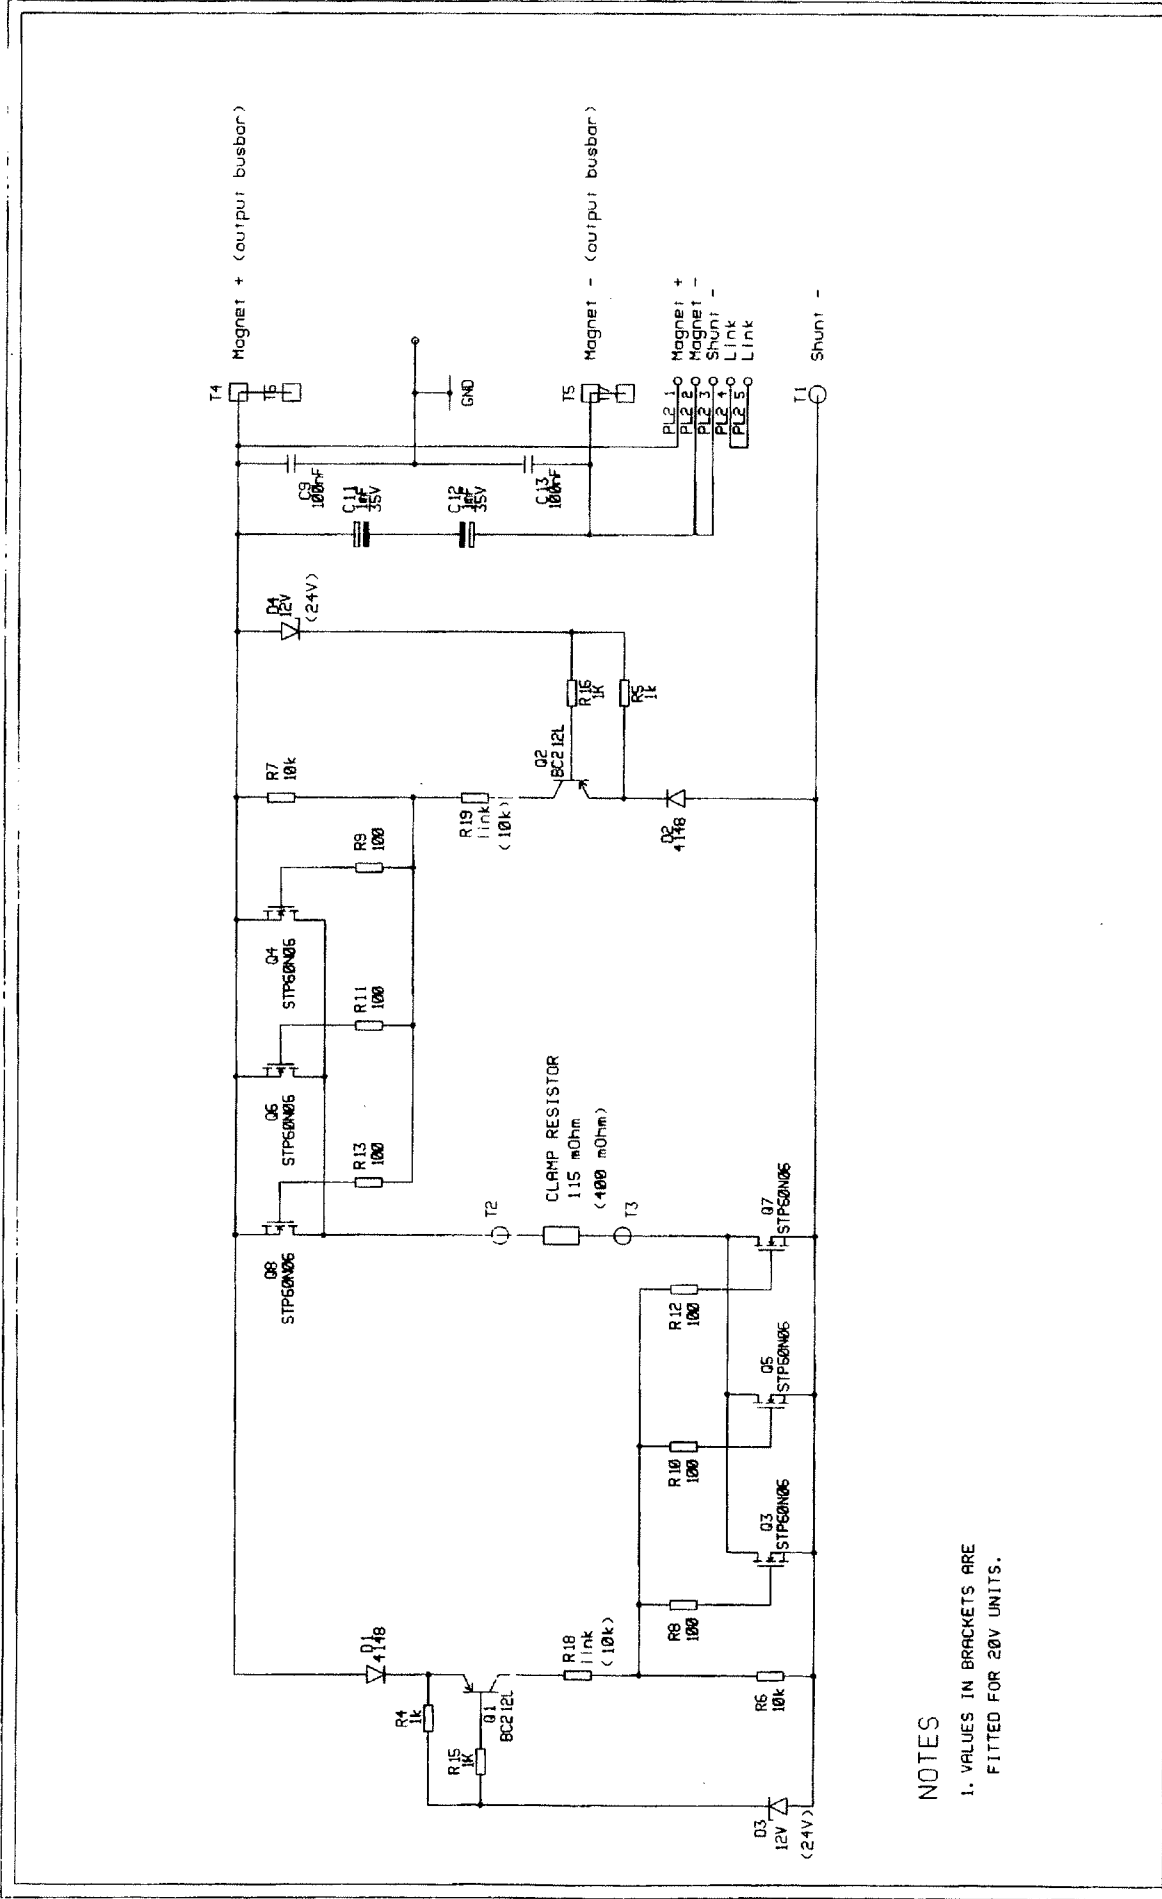 T4
T6
Magnet + (output busbar)
GND
T5
Magnet - (output busbar)
PL2 1
Magnet +
PL2 2
Magnet -
PL2 3
Shunt -
PL2 4
Link
PL2 5
Link
T1
Shunt -
C9
100nF
C11
35V
C12
35V
C13
100nF
D4
12V
(24V)
R7
10k
R16
1K
R5
1k
Q2
BC212L
R19
link
(10k)
D2
4148
R9
100
Q4
STP60N06
R11
100
Q6
STP60N06
R13
100
Q8
STP60N06
T2
CLAMP RESISTOR
115 mOhm
(400 mOhm)
T3
Q7
STP60N06
R12
100
Q5
STP60N06
R10
100
Q3
STP60N06
R8
100
D1
4148
R4
1k
Q1
BC212L
R15
1K
R18
link
(10k)
R6
10k
D3
12V
(24V)
NOTES
1. VALUES IN BRACKETS ARE
FITTED FOR 20V UNITS.